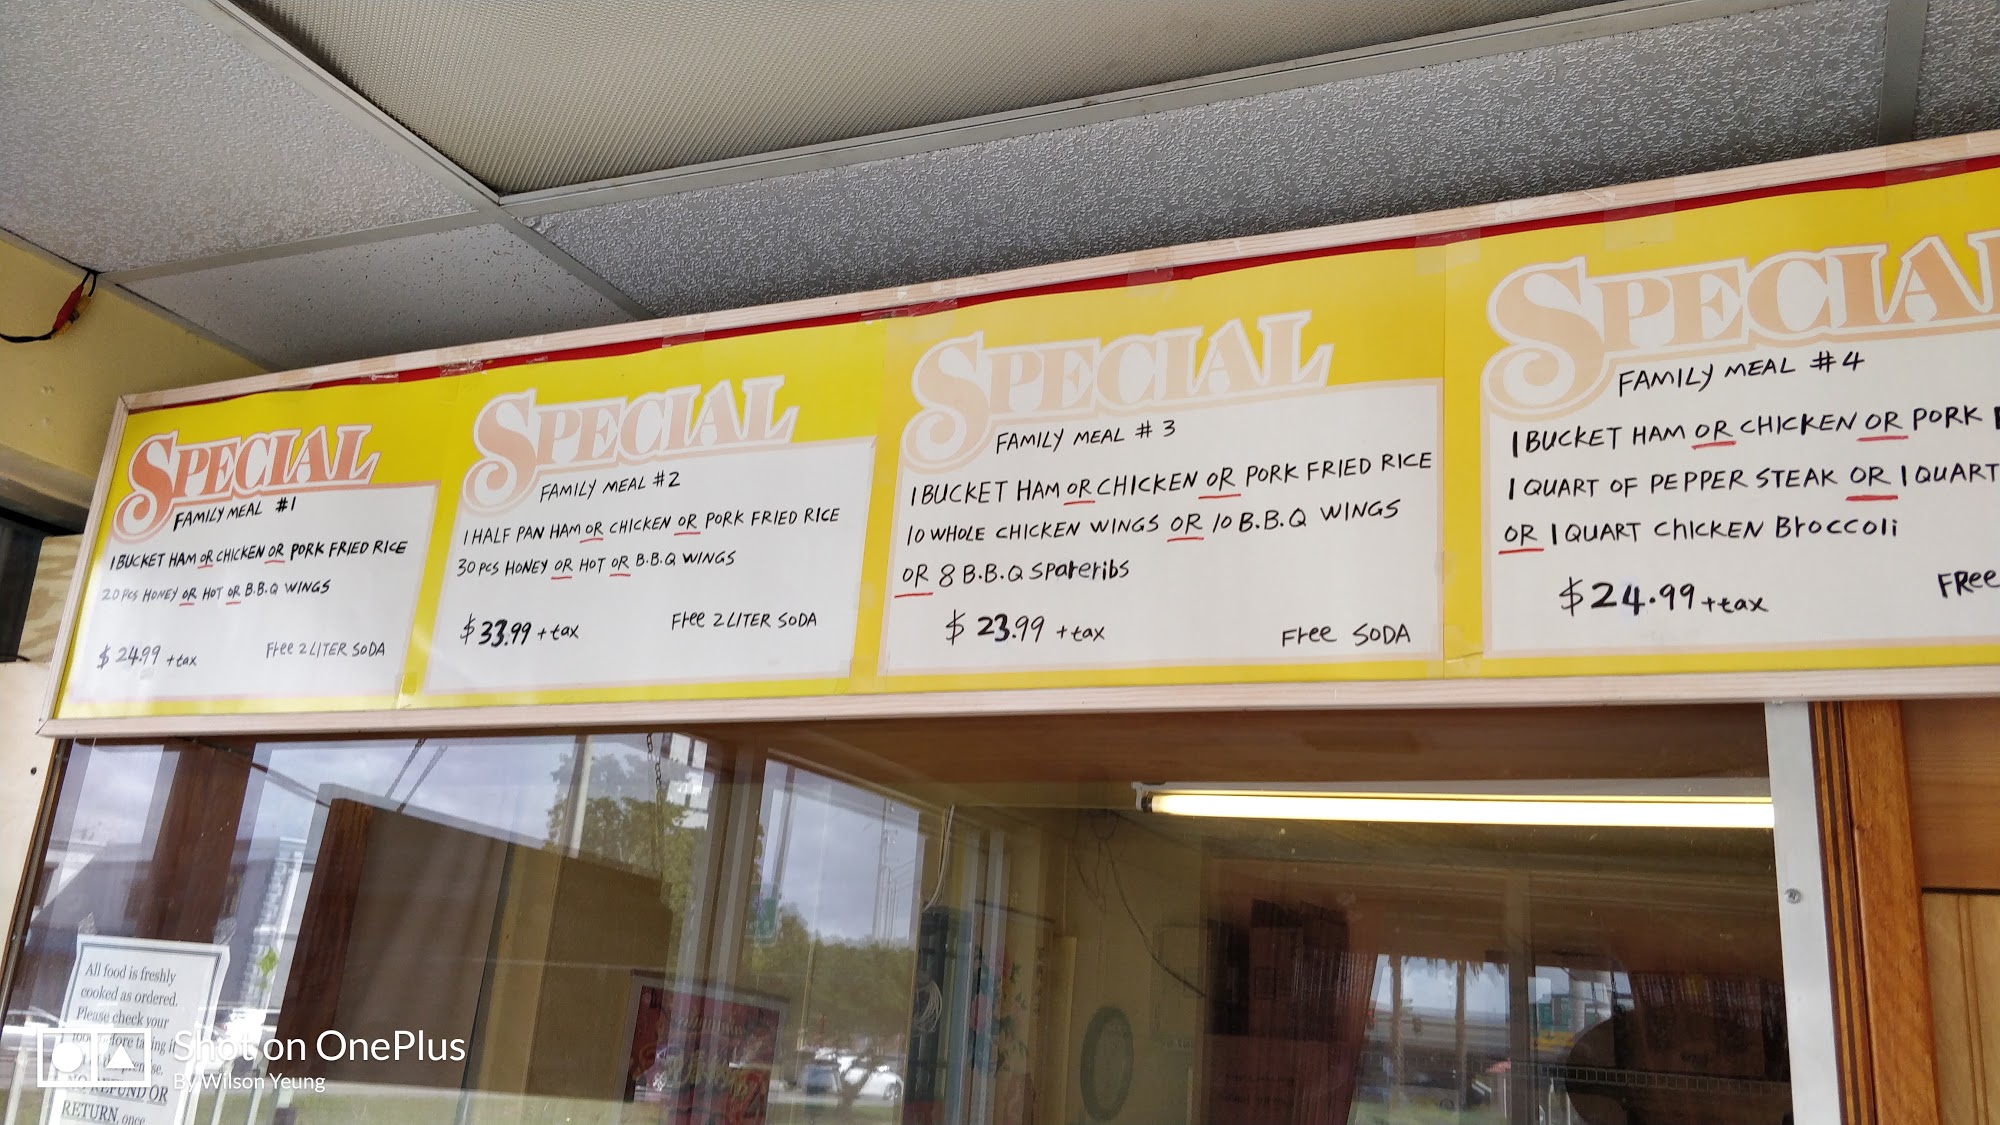 SPECIAL
FAMILY MEAL #1
1 BUCKET HAM OR CHICKEN OR PORK FRIED RICE
20 PCS HONEY OR HOT OR B.B.Q WINGS
$24.99 +tax
Free 2 LITER SODA
SPECIAL
FAMILY MEAL #2
1 HALF PAN HAM OR CHICKEN OR PORK FRIED RICE
30 PCS HONEY OR HOT OR B.B.Q WINGS
$33.99 +tax
Free 2 LITER SODA
SPECIAL
FAMILY MEAL # 3
1 BUCKET HAM OR CHICKEN OR PORK FRIED RICE
10 WHOLE CHICKEN WINGS OR 10 B.B.Q WINGS
OR 8 B.B.Q Spareribs
$ 23.99 +tax
Free SODA
SPECIAL
FAMILY MEAL #4
1 BUCKET HAM OR CHICKEN OR PORK
1 QUART OF PEPPER STEAK OR 1 QUART
OR 1 QUART CHICKEN Broccoli
$24.99 +tax
FRee
All food is freshly
cooked as ordered.
Please check your
NO REFUND OR
RETURN, once
Shot on OnePlus
By Wilson Yeung